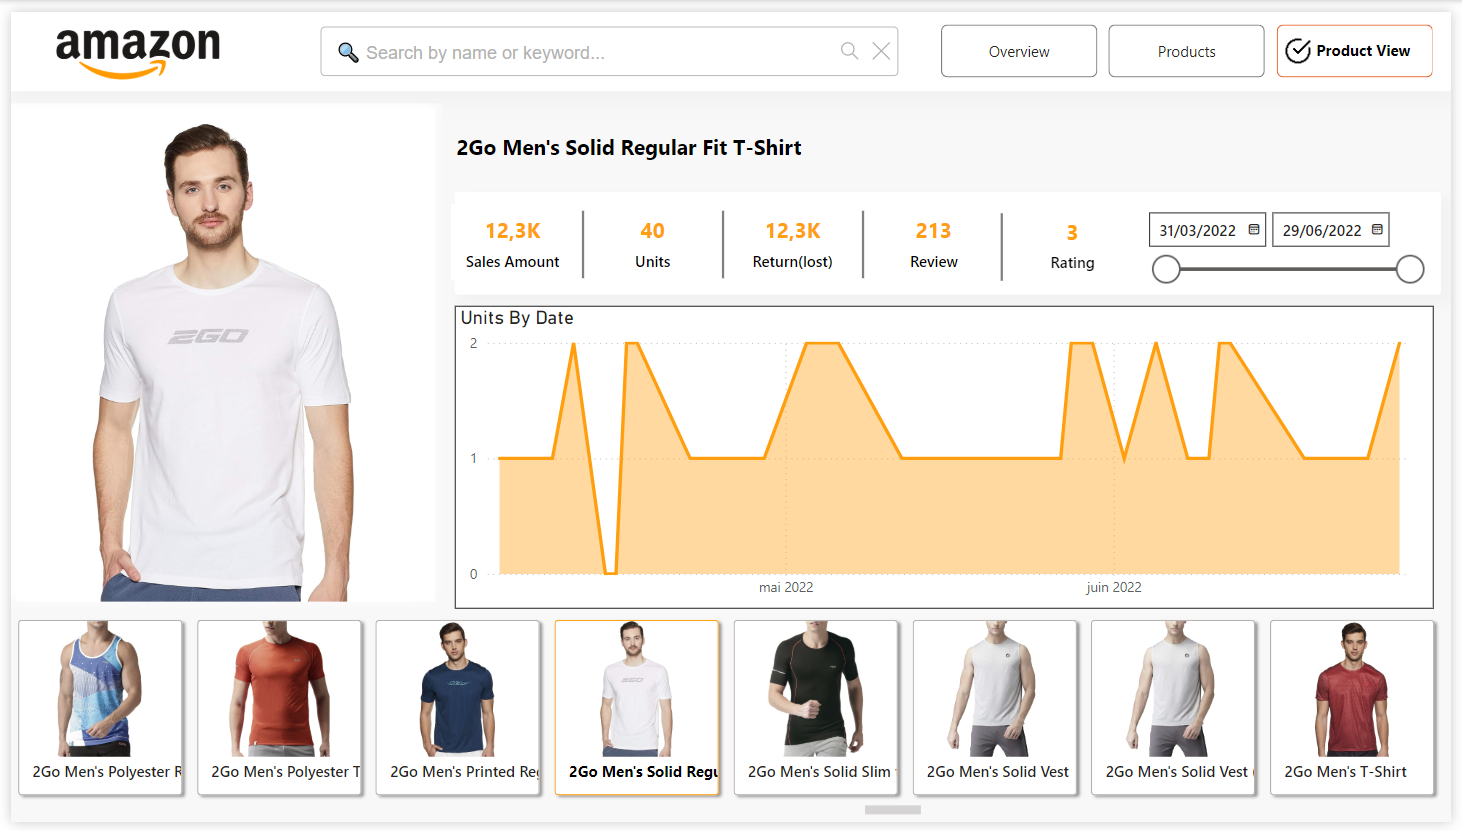 amazon
Search by name or keyword...
Overview
Products
Product View
2GO
2Go Men's Solid Regular Fit T-Shirt
12,3K
40
12,3K
213
3
Sales Amount
Units
Return(lost)
Review
Rating
31/03/2022
29/06/2022
Units By Date
2
1
0
mai 2022
juin 2022
2GO
2Go Men's Polyester R
2Go Men's Polyester T
2Go Men's Printed Reg
2Go Men's Solid Regu
2Go Men's Solid Slim
2Go Men's Solid Vest
2Go Men's Solid Vest
2Go Men's T-Shirt